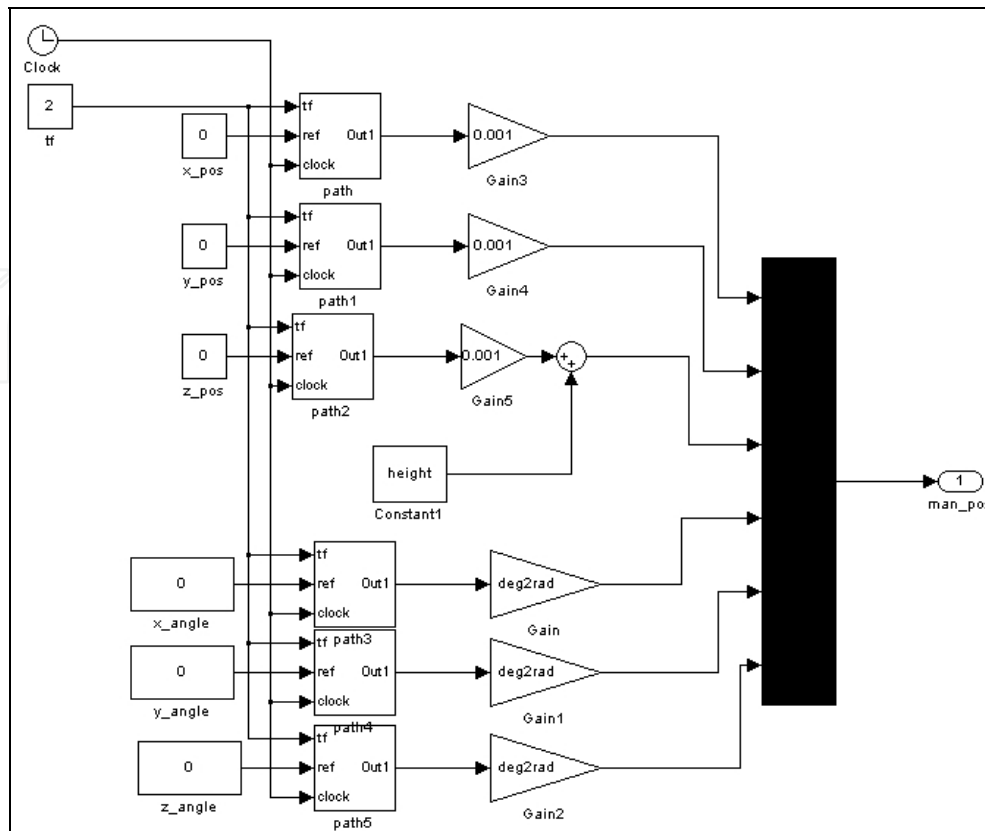 Clock
2
tf
0
x_pos
tf
ref
clock
Out1
path
0.001
Gain3
0
y_pos
tf
ref
clock
Out1
path1
0.001
Gain4
0
z_pos
tf
ref
clock
Out1
path2
0.001
Gain5
++
height
Constant1
1
man_pos
0
x_angle
tf
ref
clock
Out1
path3
deg2rad
Gain
0
y_angle
tf
ref
clock
Out1
path4
deg2rad
Gain1
0
z_angle
tf
ref
clock
Out1
path5
deg2rad
Gain2